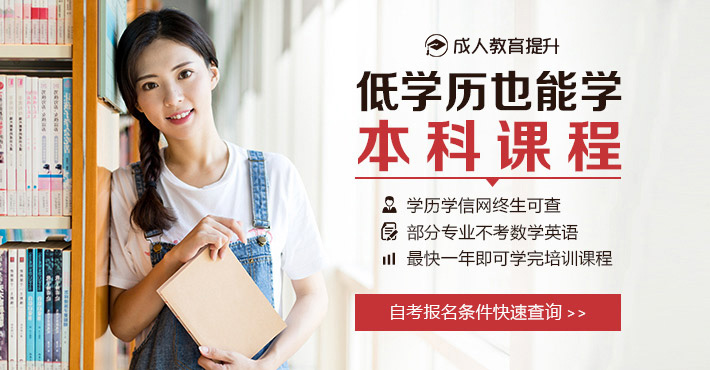 成人教育提升
低学历也能学
本科课程
学历学信网终生可查
部分专业不考数学英语
最快一年即可学完培训课程
自考报名条件快速查询 >>